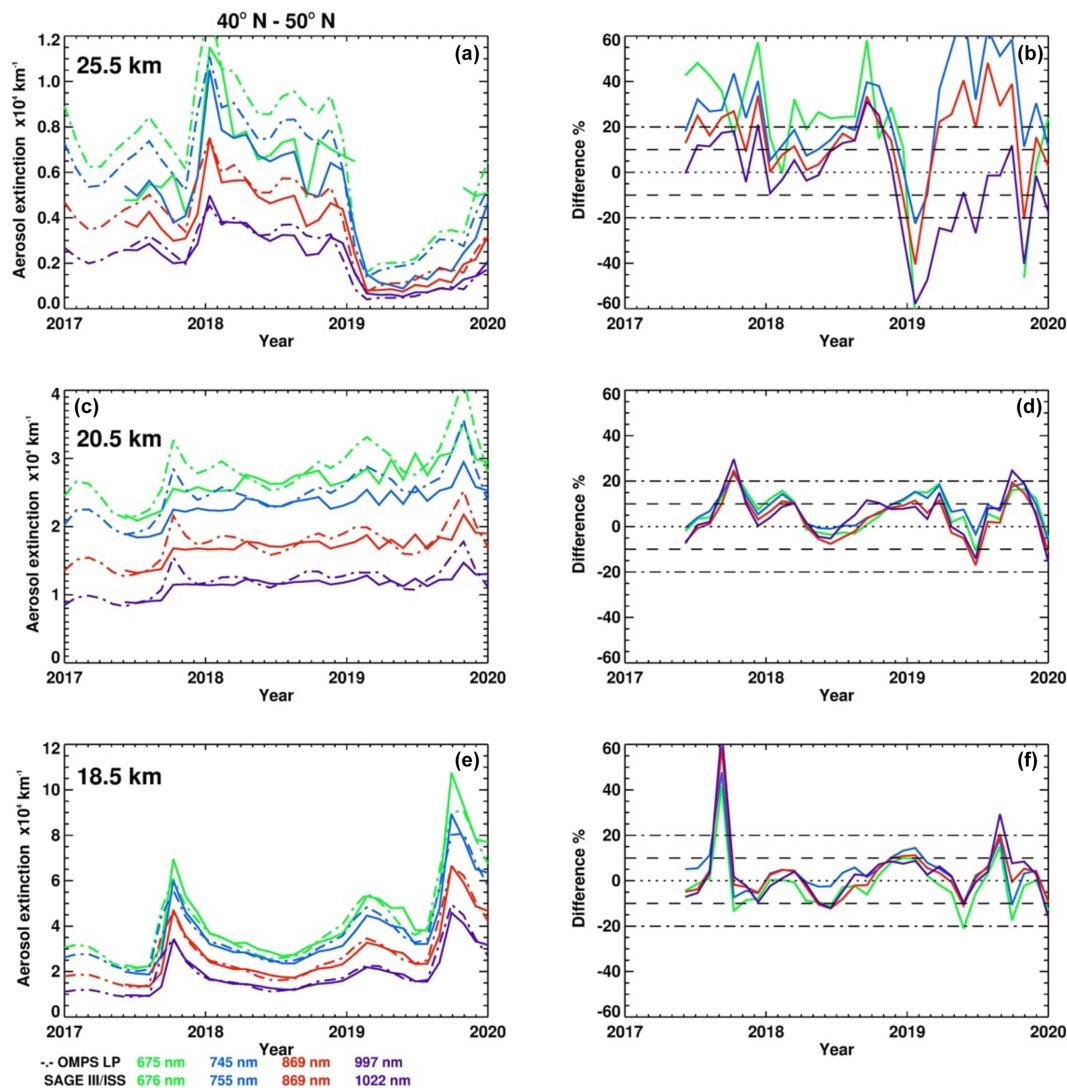 40° N - 50° N
25.5 km
(a)
Aerosol extinction x10⁴ km⁻¹
1.2
1.0
0.8
0.6
0.4
0.2
0.0
2017 2018 2019 2020
Year
(b)
Difference %
60
40
20
0
-20
-40
-60
2017 2018 2019 2020
Year
(c)
20.5 km
Aerosol extinction x10⁴ km⁻¹
4
3
2
1
0
2017 2018 2019 2020
Year
(d)
Difference %
60
40
20
0
-20
-40
-60
2017 2018 2019 2020
Year
(e)
18.5 km
Aerosol extinction x10⁴ km⁻¹
12
10
8
6
4
2
0
2017 2018 2019 2020
Year
(f)
Difference %
60
40
20
0
-20
-40
-60
2017 2018 2019 2020
Year
-.- OMPS LP 675 nm 745 nm 869 nm 997 nm
SAGE III/ISS 676 nm 755 nm 869 nm 1022 nm